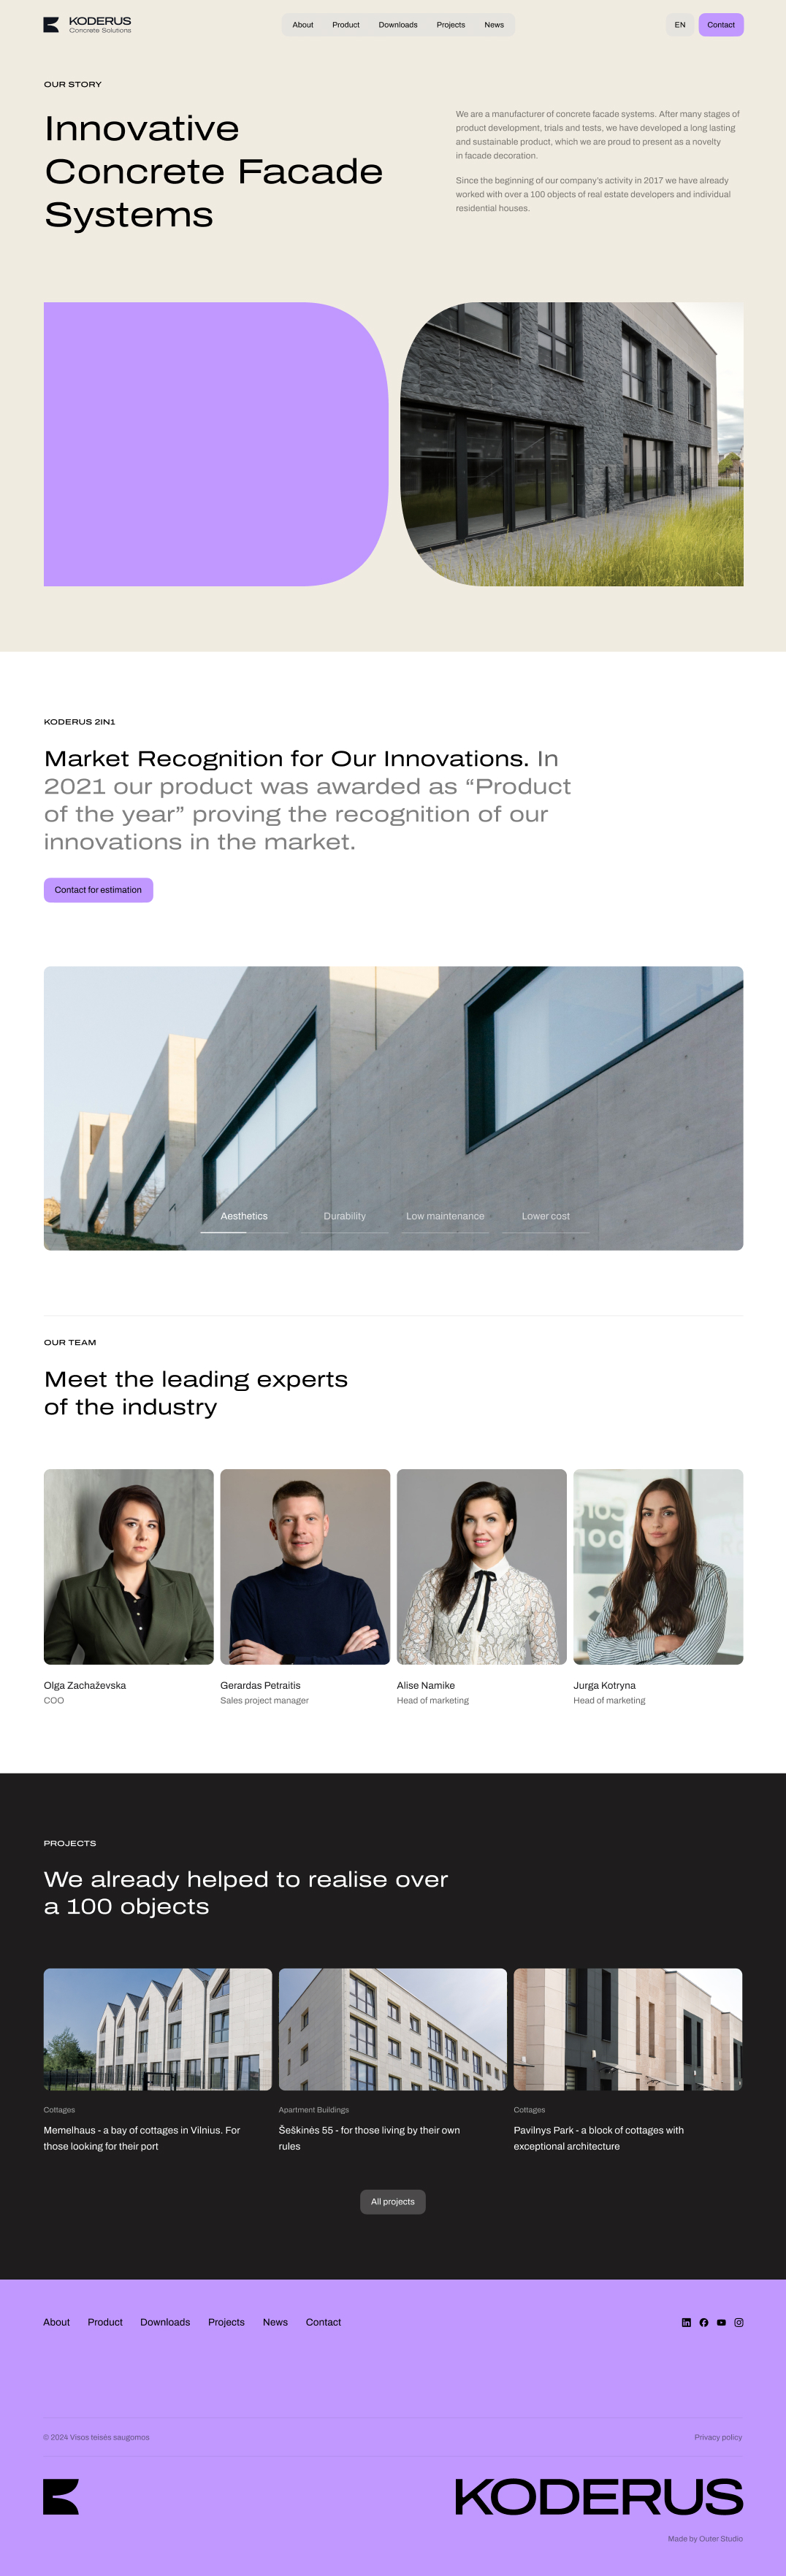 KODERUS
Concrete Solutions
About Product Downloads Projects News
EN Contact
OUR STORY
Innovative
Concrete Facade
Systems
We are a manufacturer of concrete facade systems. After many stages of
product development, trials and tests, we have developed a long lasting
and sustainable product, which we are proud to present as a novelty
in facade decoration.
Since the beginning of our company's activity in 2017 we have already
worked with over a 100 objects of real estate developers and individual
residential houses.
KODERUS 2IN1
Market Recognition for Our Innovations. In
2021 our product was awarded as “Product
of the year” proving the recognition of our
innovations in the market.
Contact for estimation
Aesthetics Durability Low maintenance Lower cost
OUR TEAM
Meet the leading experts
of the industry
Olga Zachaževska
COO
Gerardas Petraitis
Sales project manager
Alise Namike
Head of marketing
Jurga Kotryna
Head of marketing
PROJECTS
We already helped to realise over
a 100 objects
Cottages
Memelhaus - a bay of cottages in Vilnius. For
those looking for their port
Apartment Buildings
Šeškinės 55 - for those living by their own
rules
Cottages
Pavilnys Park - a block of cottages with
exceptional architecture
All projects
About Product Downloads Projects News Contact
© 2024 Visos teisės saugomos
Privacy policy
KODERUS
Made by Outer Studio